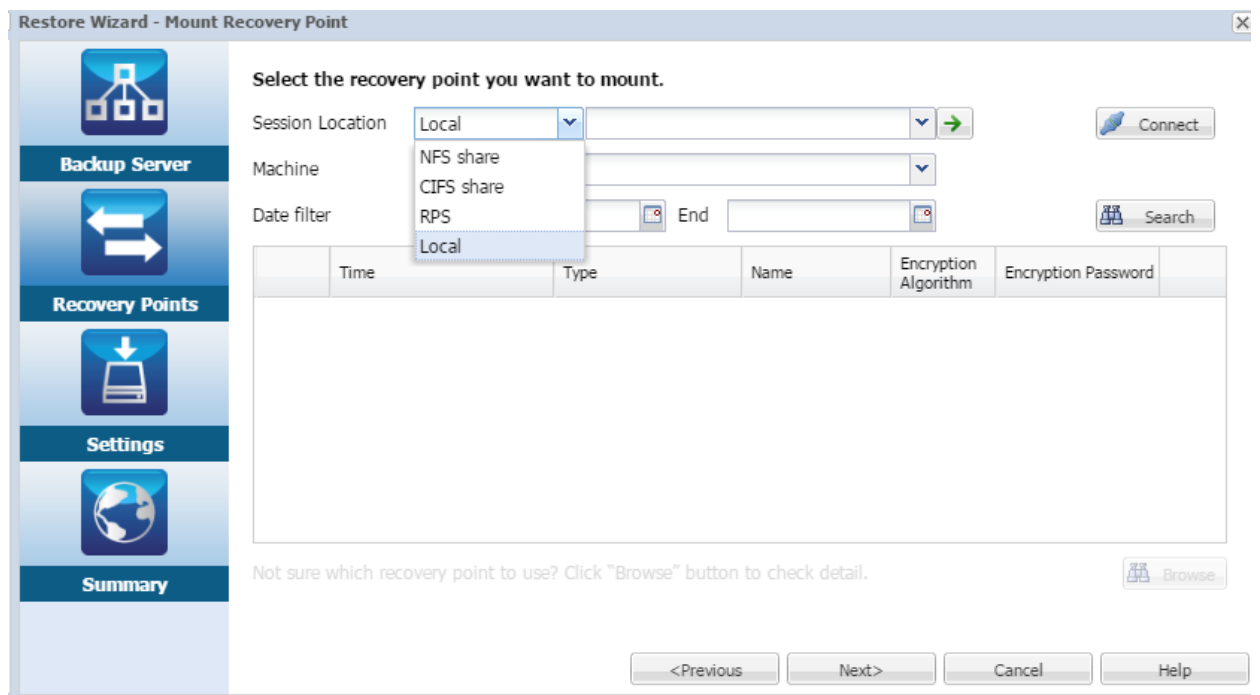 Restore Wizard - Mount Recovery Point
Backup Server
Recovery Points
Settings
Summary
Select the recovery point you want to mount.
Session Location Local Connect
NFS share
Machine
CIFS share
Date filter RPS End Search
Local
Time Type Name Encryption Algorithm Encryption Password
Not sure which recovery point to use? Click "Browse" button to check detail. Browse
<Previous Next> Cancel Help